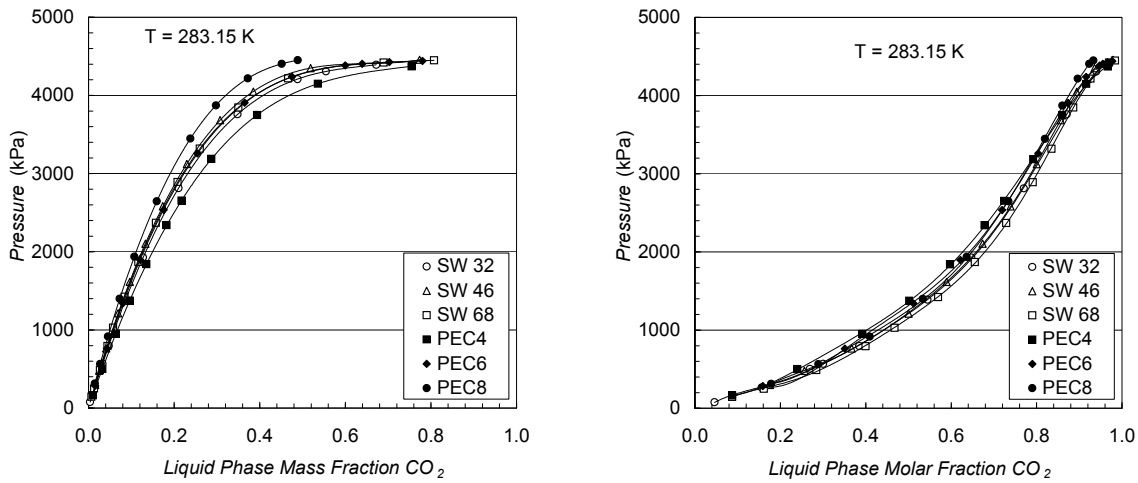 5000
4000
3000
2000
1000
0
Pressure (kPa)
T = 283.15 K
SW 32
SW 46
SW 68
PEC4
PEC6
PEC8
0.0 0.2 0.4 0.6 0.8 1.0
Liquid Phase Mass Fraction CO2
5000
4000
3000
2000
1000
0
Pressure (kPa)
T = 283.15 K
SW 32
SW 46
SW 68
PEC4
PEC6
PEC8
0.0 0.2 0.4 0.6 0.8 1.0
Liquid Phase Molar Fraction CO2